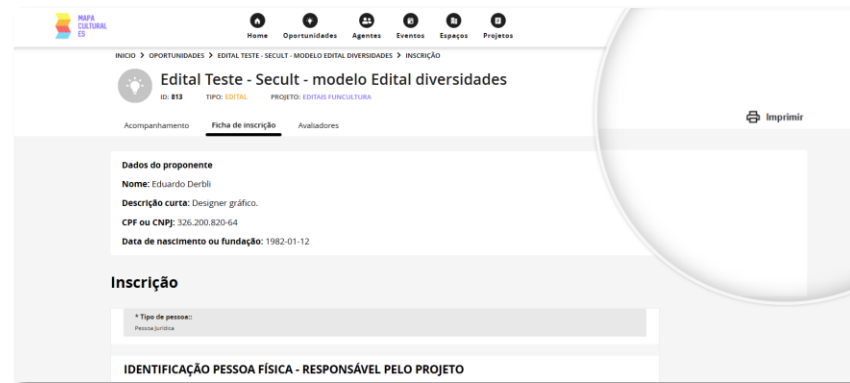 MAPA
CULTURAL
ES
Home Oportunidades Agentes Eventos Espaços Projetos
INICIO > OPORTUNIDADES > EDITAL TESTE - SECULT - MODELO EDITAL DIVERSIDADES > INSCRIÇÃO
Edital Teste - Secult - modelo Edital diversidades
ID: 813 TIPO: EDITAL PROJETO: EDITAIS FUNCULTURA
Imprimir
Acompanhamento Ficha de inscrição Avaliadores
Dados do proponente
Nome: Eduardo Derbli
Descrição curta: Designer gráfico.
CPF ou CNPJ: 326.200.820-64
Data de nascimento ou fundação: 1982-01-12
Inscrição
* Tipo de pessoa::
Pessoa Jurídica
IDENTIFICAÇÃO PESSOA FÍSICA - RESPONSÁVEL PELO PROJETO